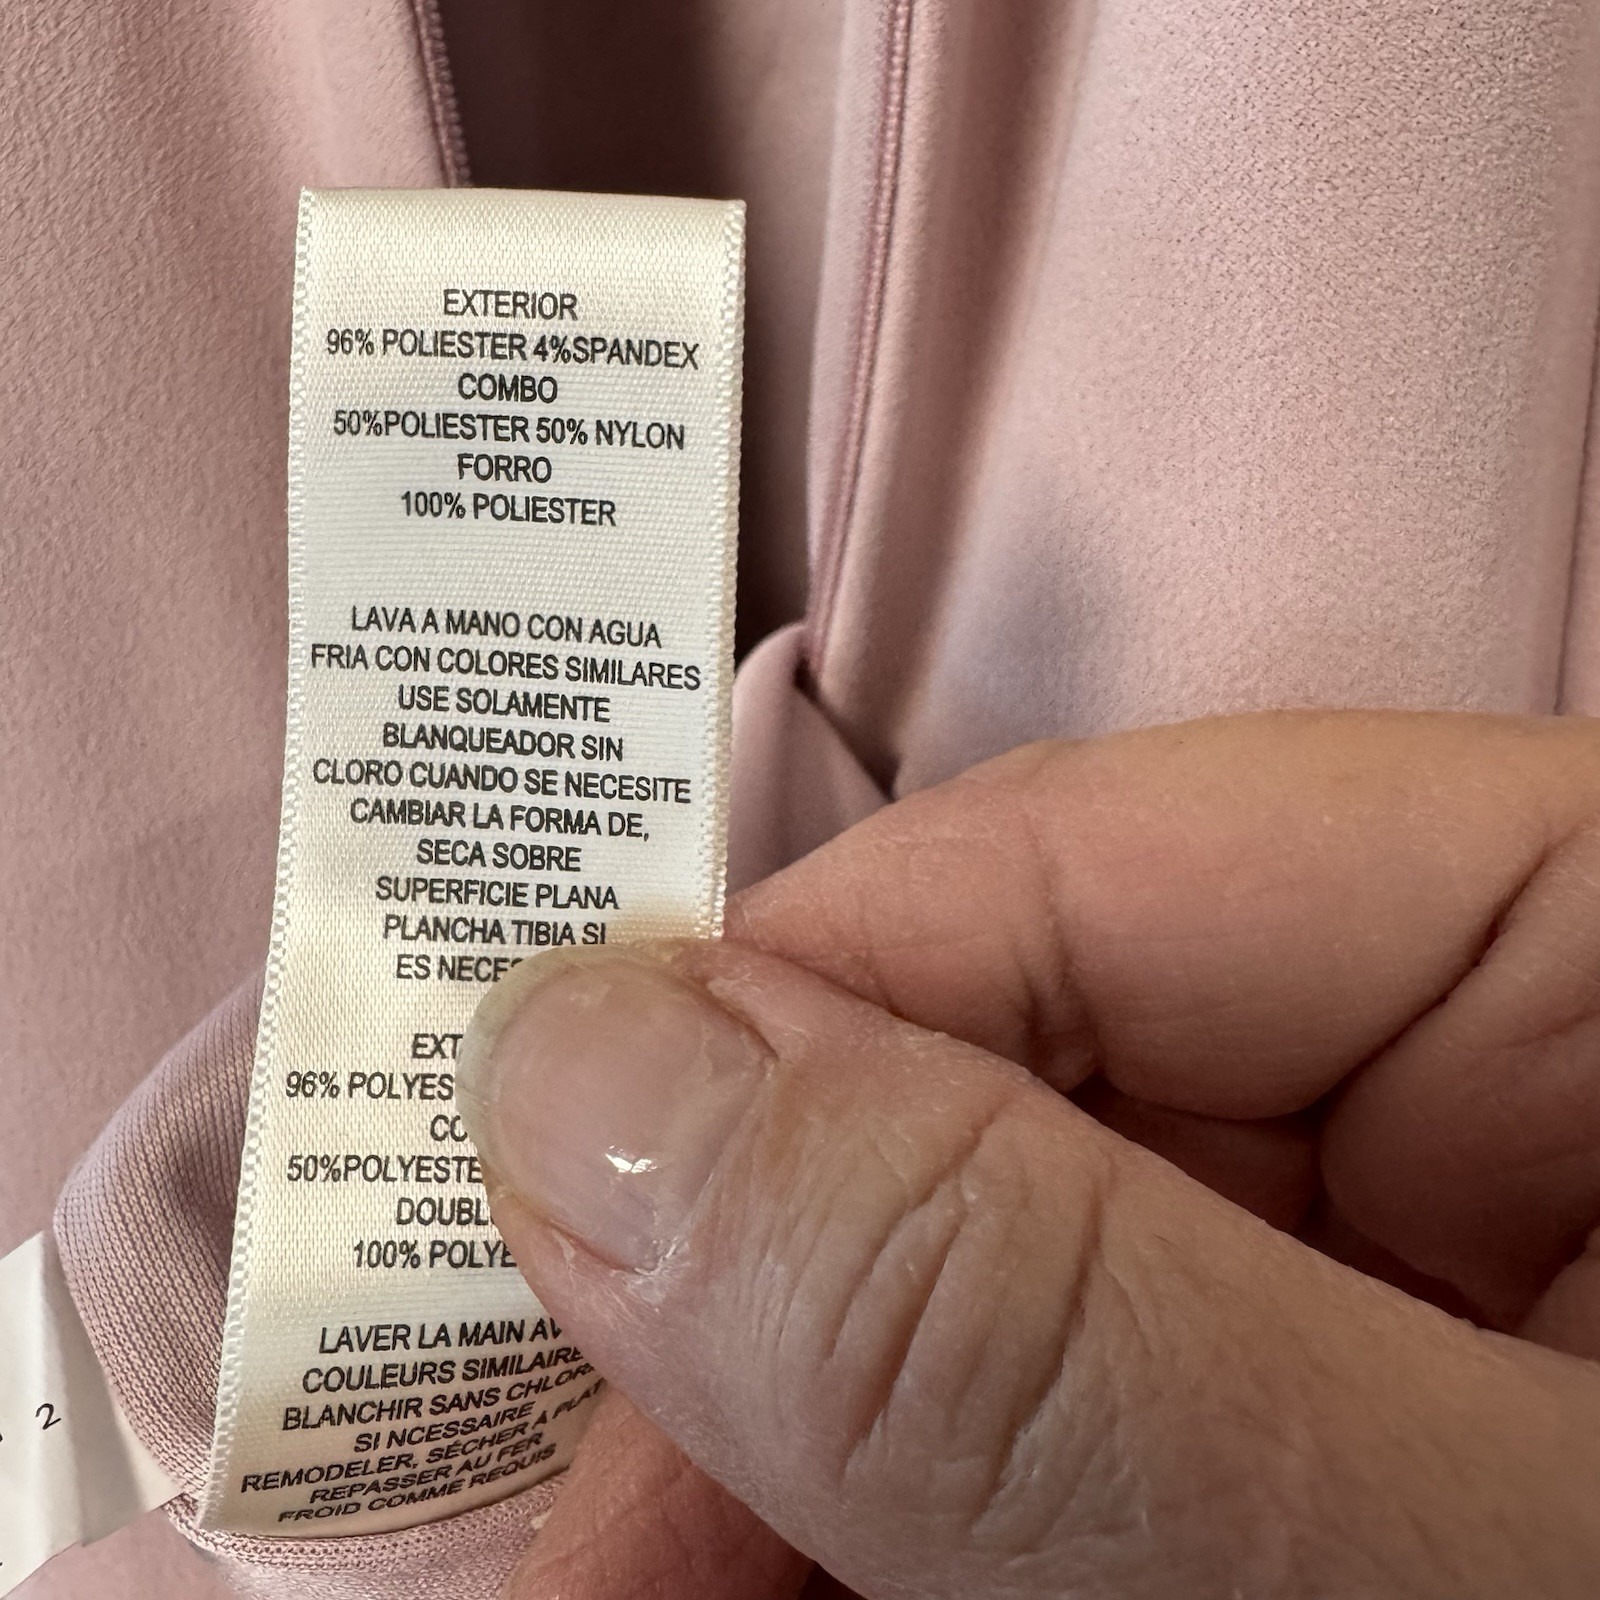 EXTERIOR
96% POLIESTER 4%SPANDEX
COMBO
50%POLIESTER 50% NYLON
FORRO
100% POLIESTER
LAVA A MANO CON AGUA
FRIA CON COLORES SIMILARES
USE SOLAMENTE
BLANQUEADOR SIN
CLORO CUANDO SE NECESITE
CAMBIAR LA FORMA DE,
SECA SOBRE
SUPERFICIE PLANA
PLANCHA TIBIA SI
ES
96%
100%
LAVER LA MAIN
COULEURS
BLANCHIR SANS
SI NCESSAIRE
REMODELER, SÉCHER À PLAT
REPASSER AU FER
FROID COMME REQUIS
2